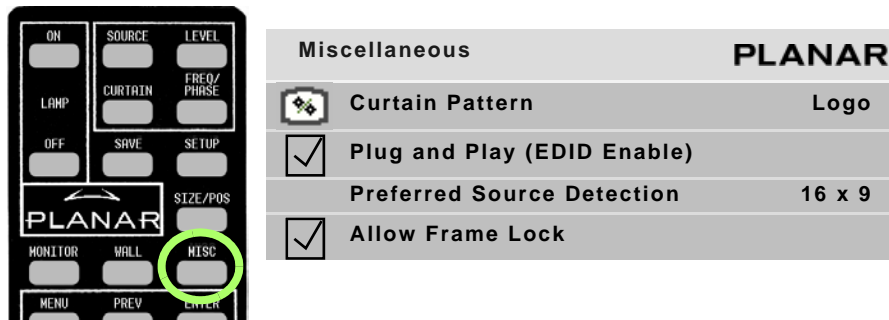 ON SOURCE LEVEL
LAMP CURTAIN FREQ/
PHASE
OFF SAVE SETUP
PLANAR SIZE/POS
MONITOR WALL MISC
MENU PREV ENTER
Miscellaneous PLANAR
Curtain Pattern Logo
Plug and Play (EDID Enable)
Preferred Source Detection 16 x 9
Allow Frame Lock